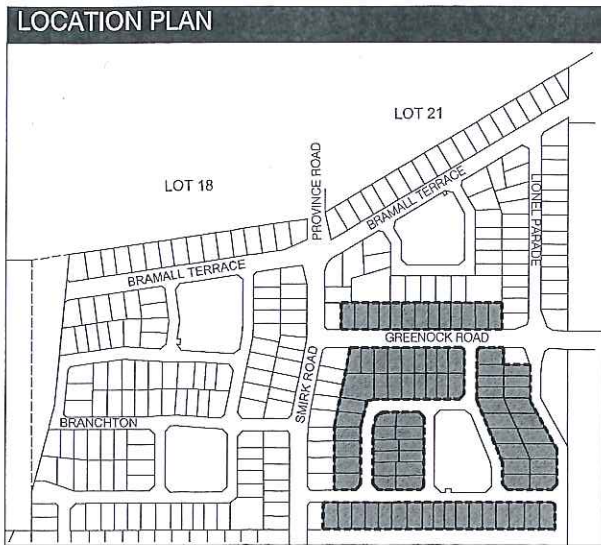 LOCATION PLAN
LOT 21
LOT 18
PROVINCE ROAD
BRAMALL TERRACE
LIONEL PARADE
BRAMALL TERRACE
GREENOCK ROAD
SMIRK ROAD
BRANCHTON